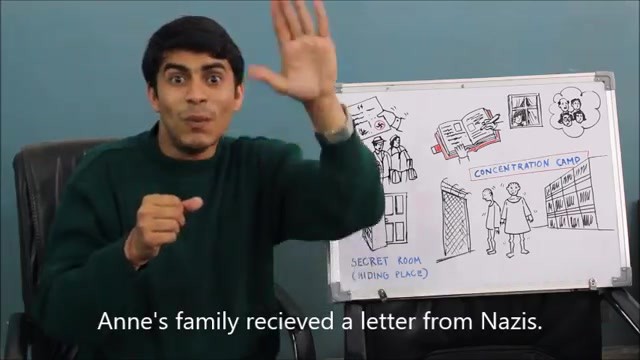 CONCENTRATION CAMP
SECRET ROOM
(HIDING PLACE)
Anne's family recieved a letter from Nazis.